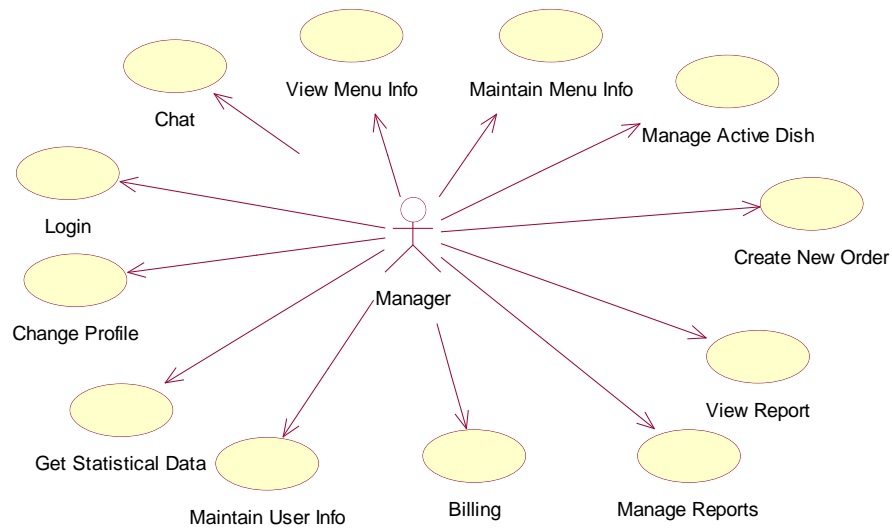 View Menu Info
Maintain Menu Info
Chat
Manage Active Dish
Login
Create New Order
Manager
Change Profile
View Report
Get Statistical Data
Maintain User Info
Billing
Manage Reports